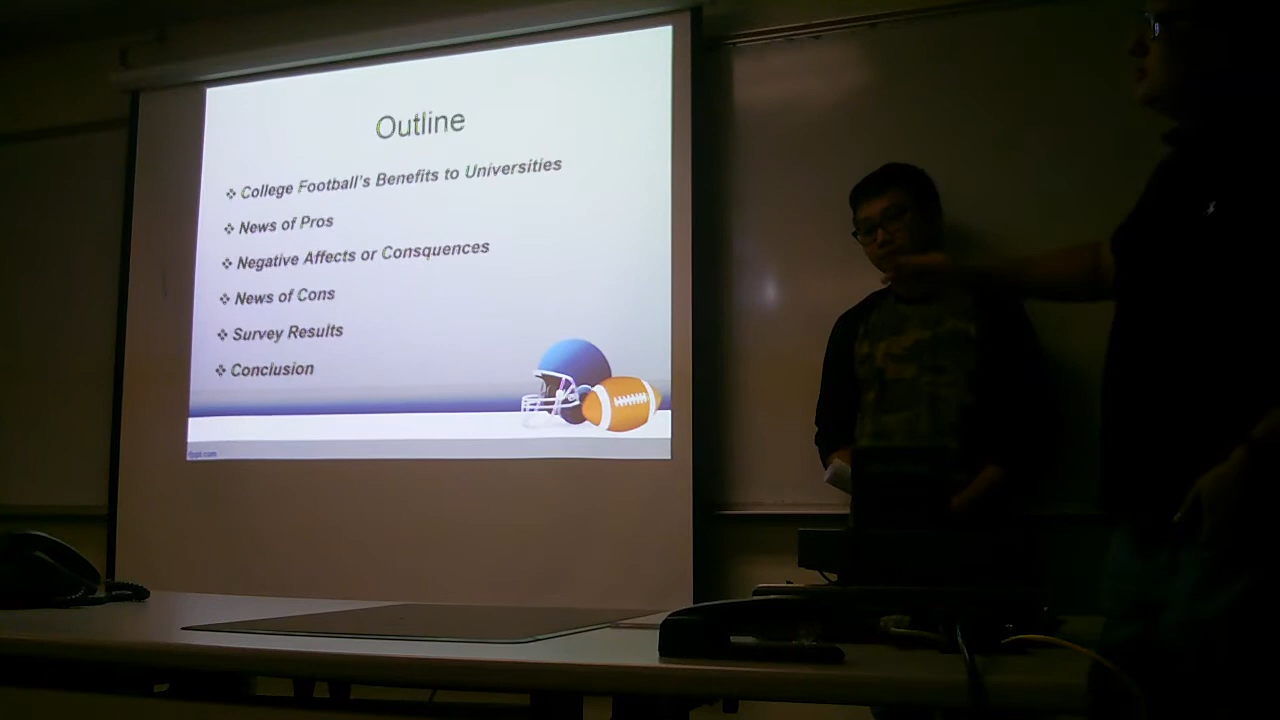 Outline
College Football's Benefits to Universities
News of Pros
Negative Affects or Consquences
News of Cons
Survey Results
Conclusion